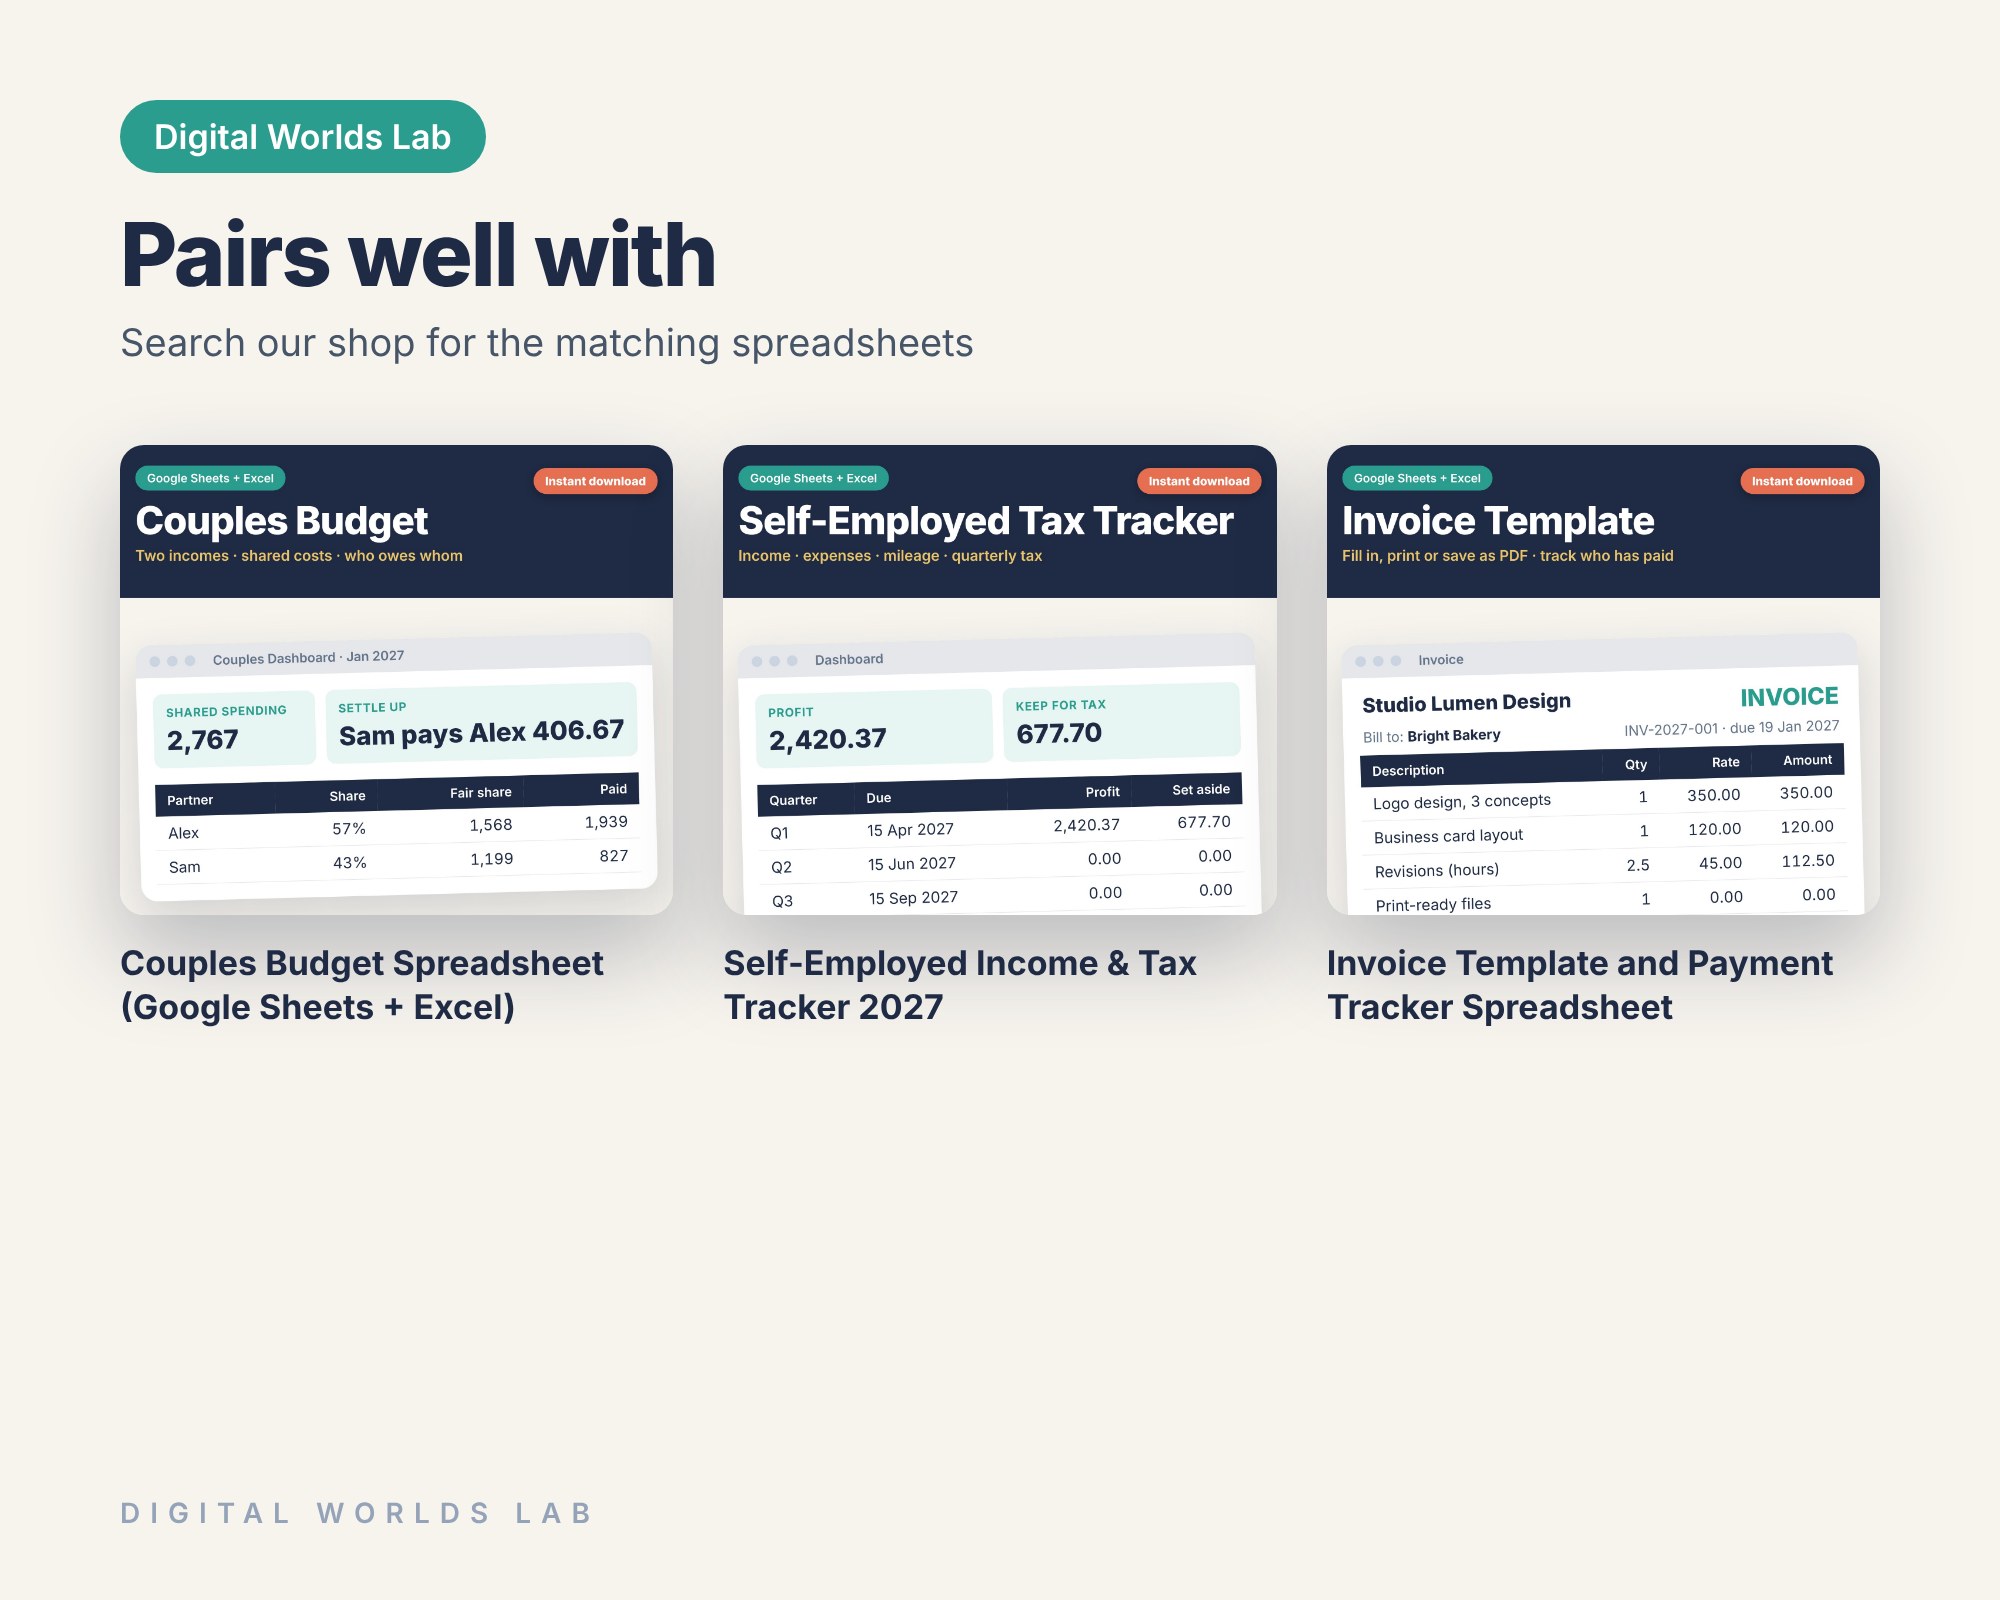 Digital Worlds Lab
Pairs well with
Search our shop for the matching spreadsheets
Google Sheets + Excel
Instant download
Couples Budget
Two incomes · shared costs · who owes whom
Couples Dashboard · Jan 2027
SHARED SPENDING
2,767
SETTLE UP
Sam pays Alex 406.67
Partner Share Fair share Paid
Alex 57% 1,568 1,939
Sam 43% 1,199 827
Couples Budget Spreadsheet
(Google Sheets + Excel)
Google Sheets + Excel
Instant download
Self-Employed Tax Tracker
Income · expenses · mileage · quarterly tax
Dashboard
PROFIT
2,420.37
KEEP FOR TAX
677.70
Quarter Due Profit Set aside
Q1 15 Apr 2027 2,420.37 677.70
Q2 15 Jun 2027 0.00 0.00
Q3 15 Sep 2027 0.00 0.00
Self-Employed Income & Tax
Tracker 2027
Google Sheets + Excel
Instant download
Invoice Template
Fill in, print or save as PDF · track who has paid
Invoice
Studio Lumen Design
INVOICE
Bill to: Bright Bakery
INV-2027-001 · due 19 Jan 2027
Description Qty Rate Amount
Logo design, 3 concepts 1 350.00 350.00
Business card layout 1 120.00 120.00
Revisions (hours) 2.5 45.00 112.50
Print-ready files 1 0.00 0.00
Invoice Template and Payment
Tracker Spreadsheet
DIGITAL WORLDS LAB